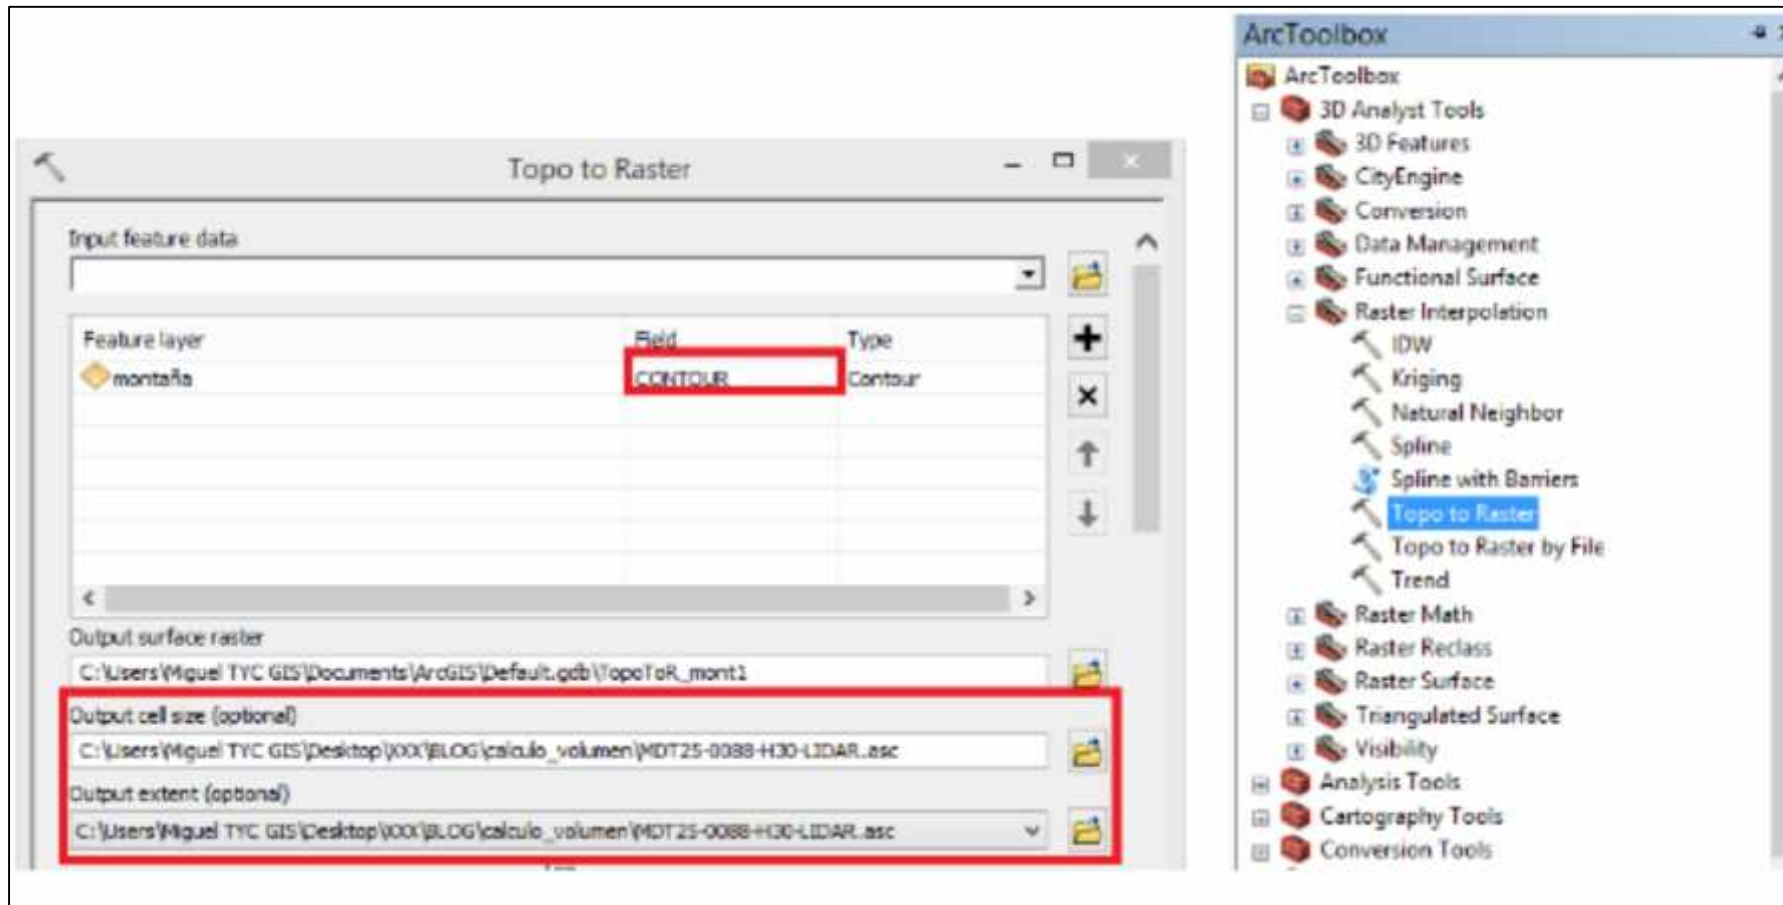 Topo to Raster
Input feature data
Feature layer Field Type
montaña CONTOUR Contour
Output surface raster
C:\Users\Miguel TYC GIS\Documents\ArcGIS\Default.gdb\TopoToR_mont1
Output cell size (optional)
C:\Users\Miguel TYC GIS\Desktop\XXX\BLOG\calculo_volumen\MDT25-0088-H30-LIDAR.asc
Output extent (optional)
C:\Users\Miguel TYC GIS\Desktop\XXX\BLOG\calculo_volumen\MDT25-0088-H30-LIDAR.asc
ArcToolbox
ArcToolbox
3D Analyst Tools
3D Features
CityEngine
Conversion
Data Management
Functional Surface
Raster Interpolation
IDW
Kriging
Natural Neighbor
Spline
Spline with Barriers
Topo to Raster
Topo to Raster by File
Trend
Raster Math
Raster Reclass
Raster Surface
Triangulated Surface
Visibility
Analysis Tools
Cartography Tools
Conversion Tools